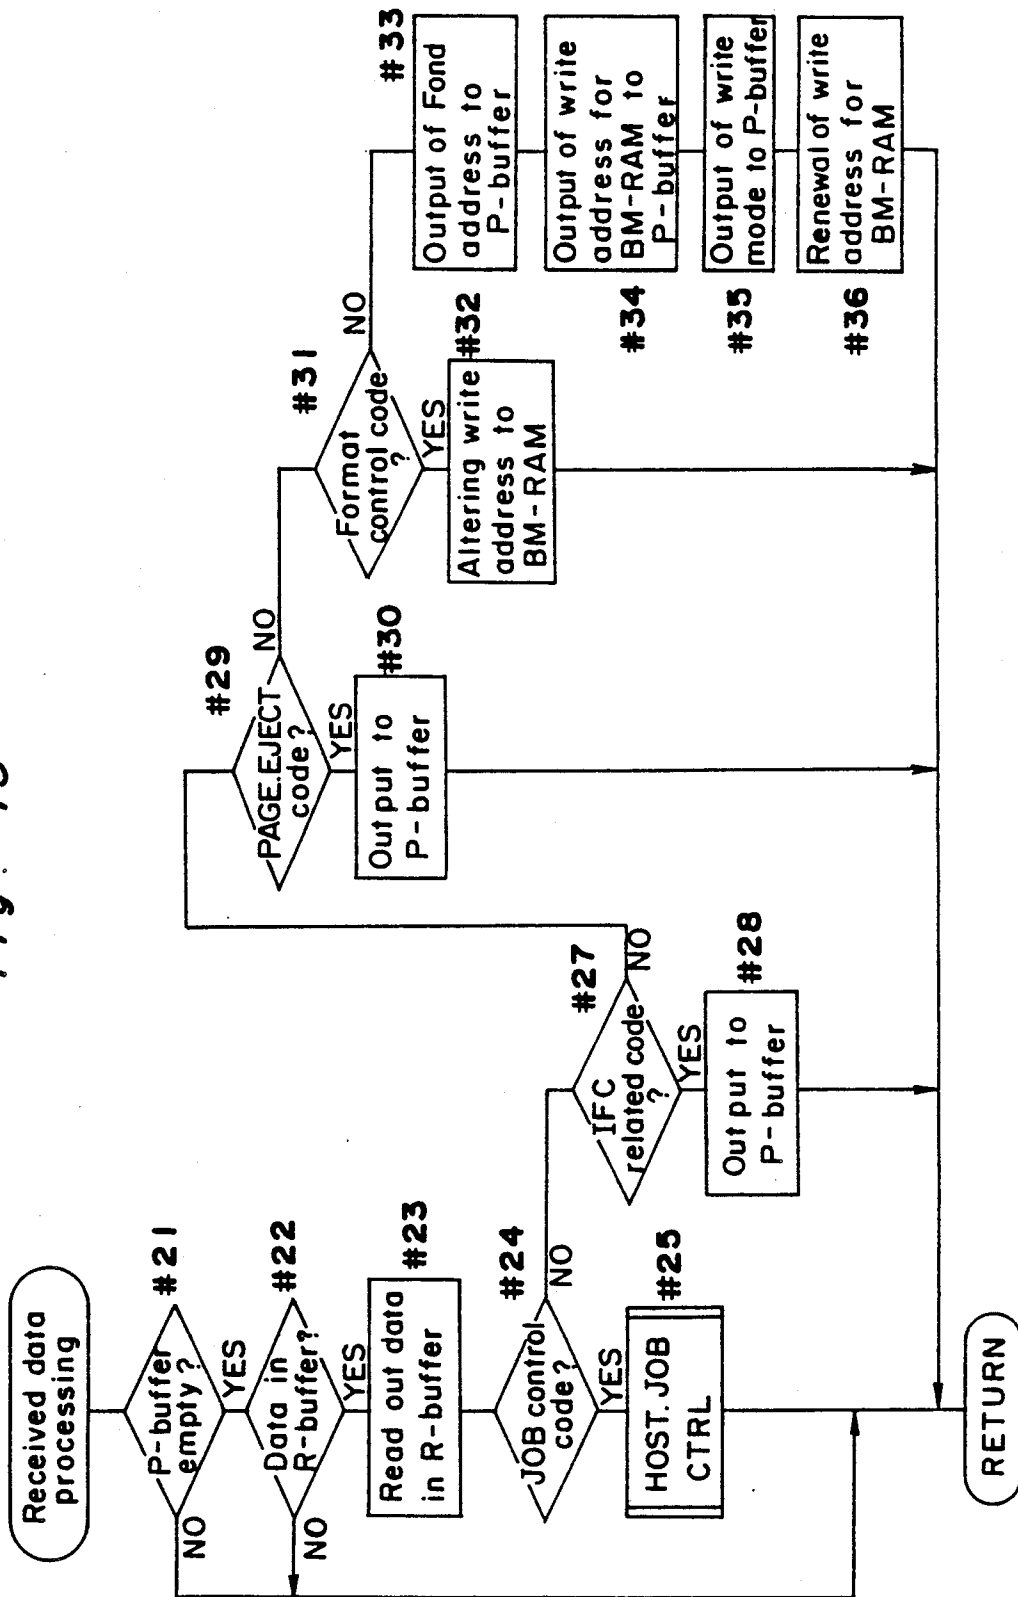 Received data
processing
#21
P-buffer
empty?
NO
YES
#22
Data in
R-buffer?
NO
YES
#23
Read out data
in R-buffer
#24
JOB control
code?
NO
YES
#25
HOST. JOB
CTRL
RETURN
#27
IFC
related code
?
NO
YES
#28
Output to
P-buffer
#29
PAGE.EJECT
code?
NO
YES
#30
Output to
P-buffer
#31
Format
control code
?
NO
YES
#32
Altering write
address to
BM-RAM
#33
Output of Fond
address to
P-buffer
#34
Output of write
address for
BM-RAM to
P-buffer
#35
Output of write
mode to P-buffer
#36
Renewal of write
address for
BM-RAM